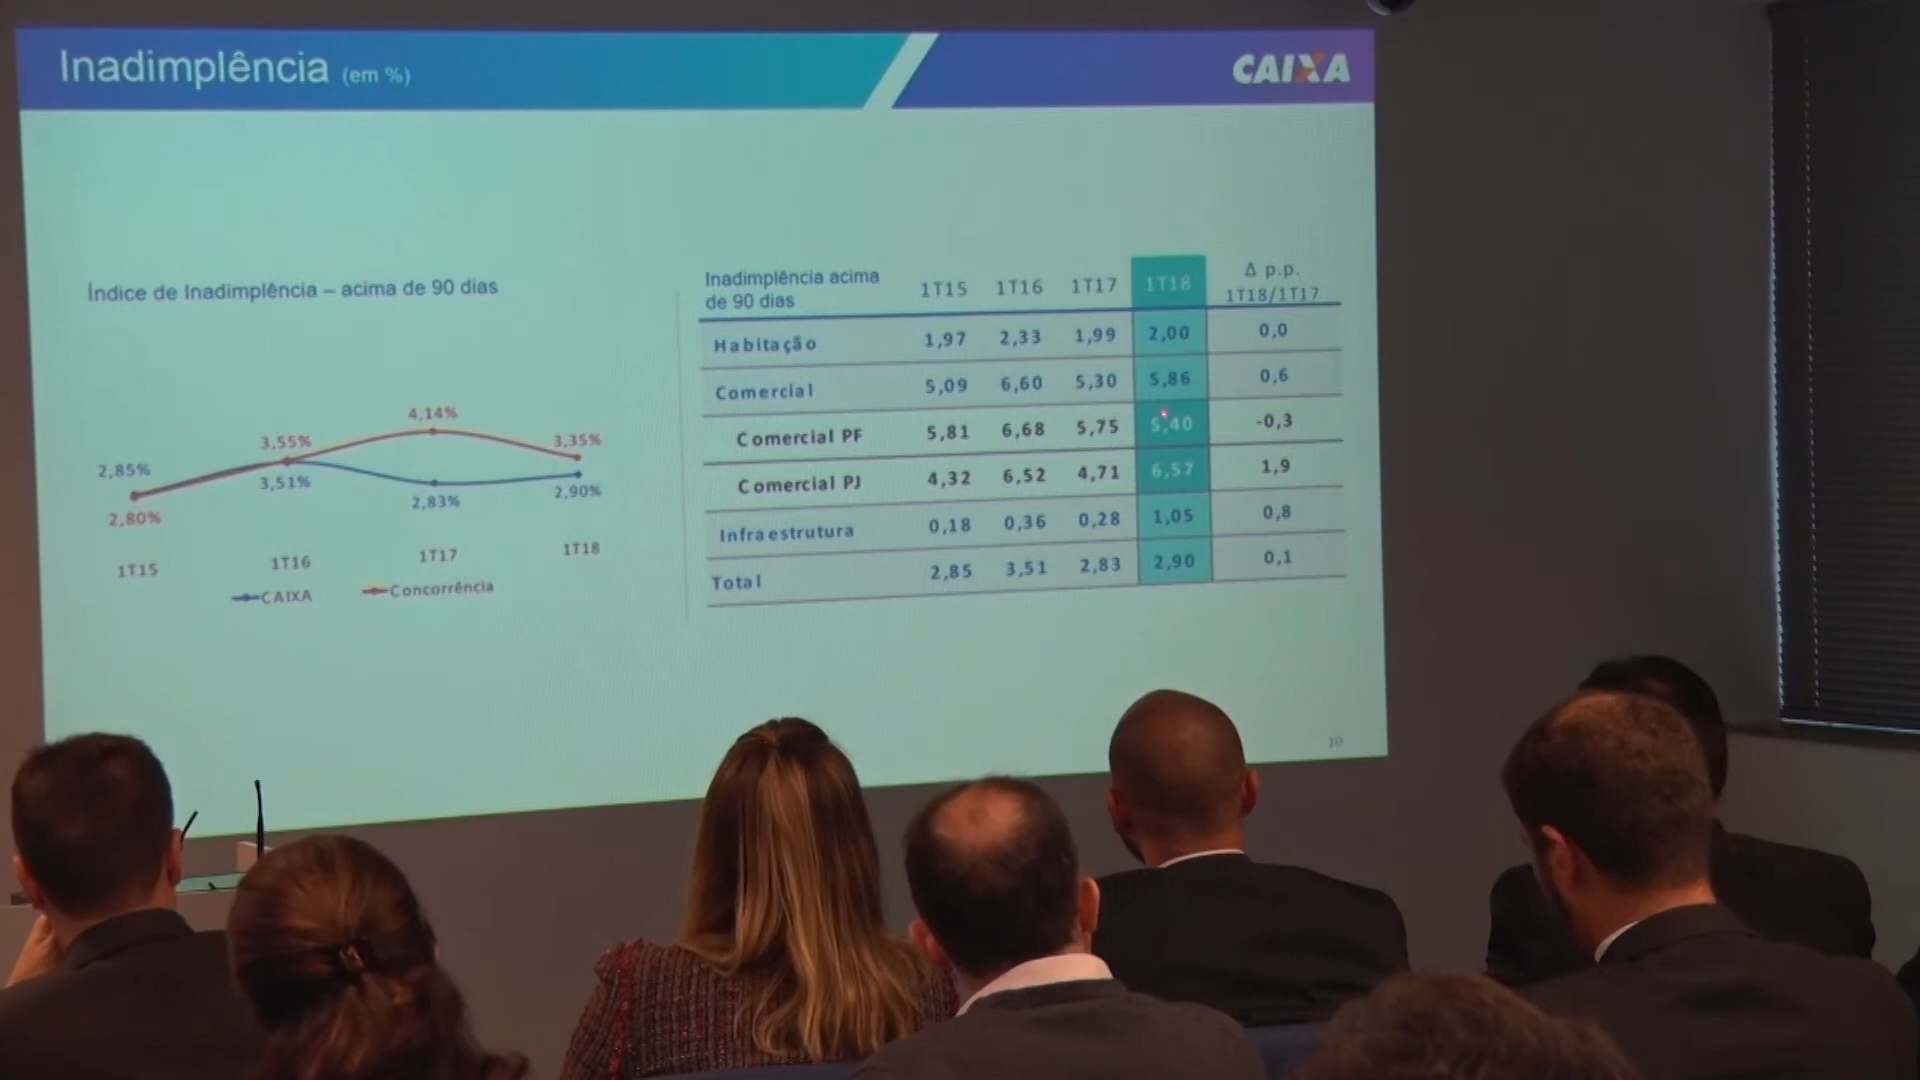 Inadimplência (em %)
CAIXA
Índice de Inadimplência – acima de 90 dias
4,14%
3,55%
3,35%
2,85%
3,51%
2,83%
2,90%
2,80%
1T15 1T16 1T17 1T18
CAIXA Concorrência
Inadimplência acima
de 90 dias
1T15 1T16 1T17 1T18
Δ p.p.
1T18/1T17
Habitação 1,97 2,33 1,99 2,00 0,0
Comercial 5,09 6,60 5,30 5,86 0,6
Comercial PF 5,81 6,68 5,75 5,40 -0,3
Comercial PJ 4,32 6,52 4,71 6,57 1,9
Infraestrutura 0,18 0,36 0,28 1,05 0,8
Total 2,85 3,51 2,83 2,90 0,1
10